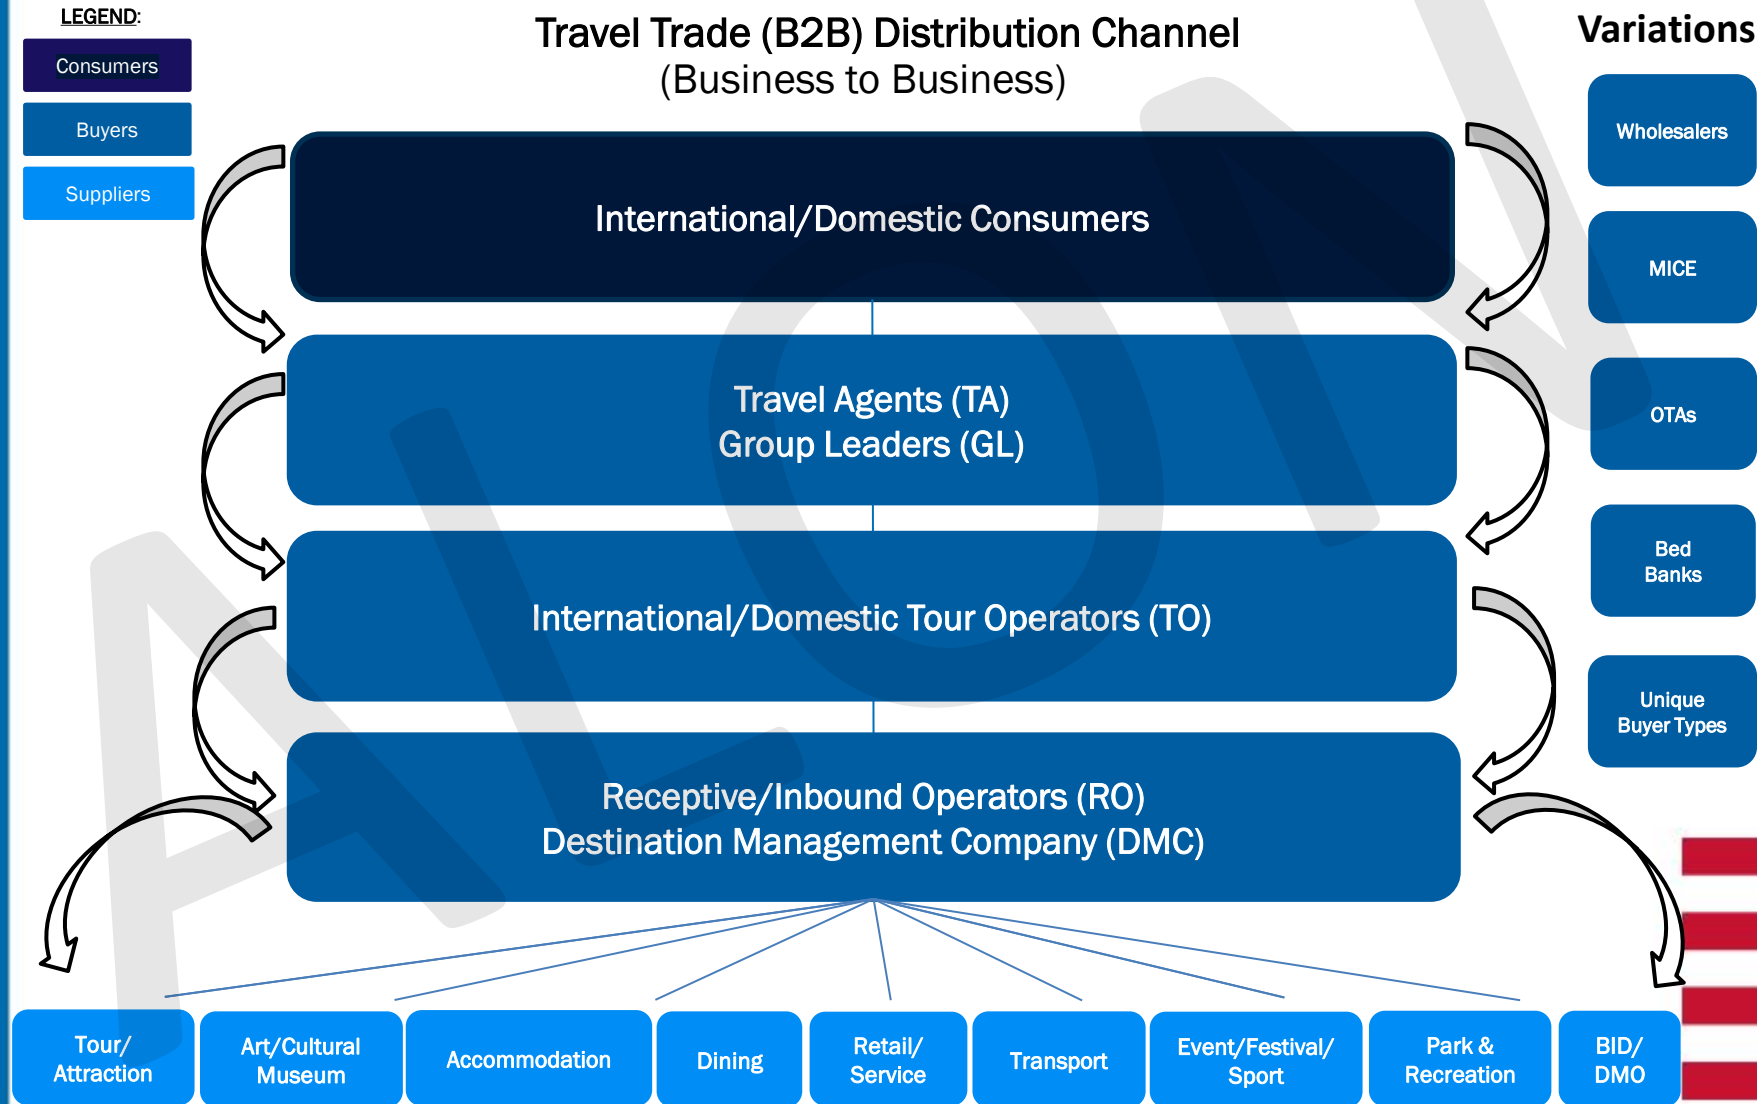 LEGEND:
Consumers
Buyers
Suppliers
Travel Trade (B2B) Distribution Channel
(Business to Business)
International/Domestic Consumers
Travel Agents (TA)
Group Leaders (GL)
International/Domestic Tour Operators (TO)
Receptive/Inbound Operators (RO)
Destination Management Company (DMC)
Tour/
Attraction
Art/Cultural
Museum
Accommodation
Dining
Retail/
Service
Transport
Event/Festival/
Sport
Park &
Recreation
BID/
DMO
Variations
Wholesalers
MICE
OTAs
Bed
Banks
Unique
Buyer Types
ALON